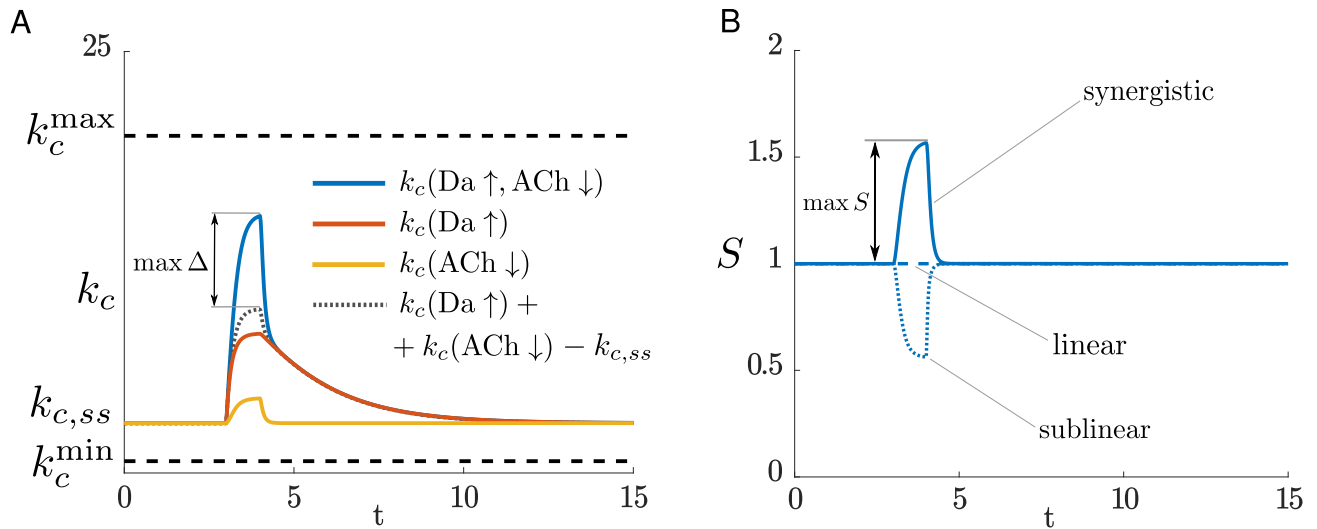 A
25
k_c^max
k_c(Da ↑, ACh ↓)
k_c(Da ↑)
k_c(ACh ↓)
k_c(Da ↑) +
+ k_c(ACh ↓) − k_{c,ss}
max Δ
k_c
k_{c,ss}
k_c^min
0 5 10 15
t
B
2
synergistic
1.5
max S
S
1
linear
0.5
sublinear
0
0 5 10 15
t